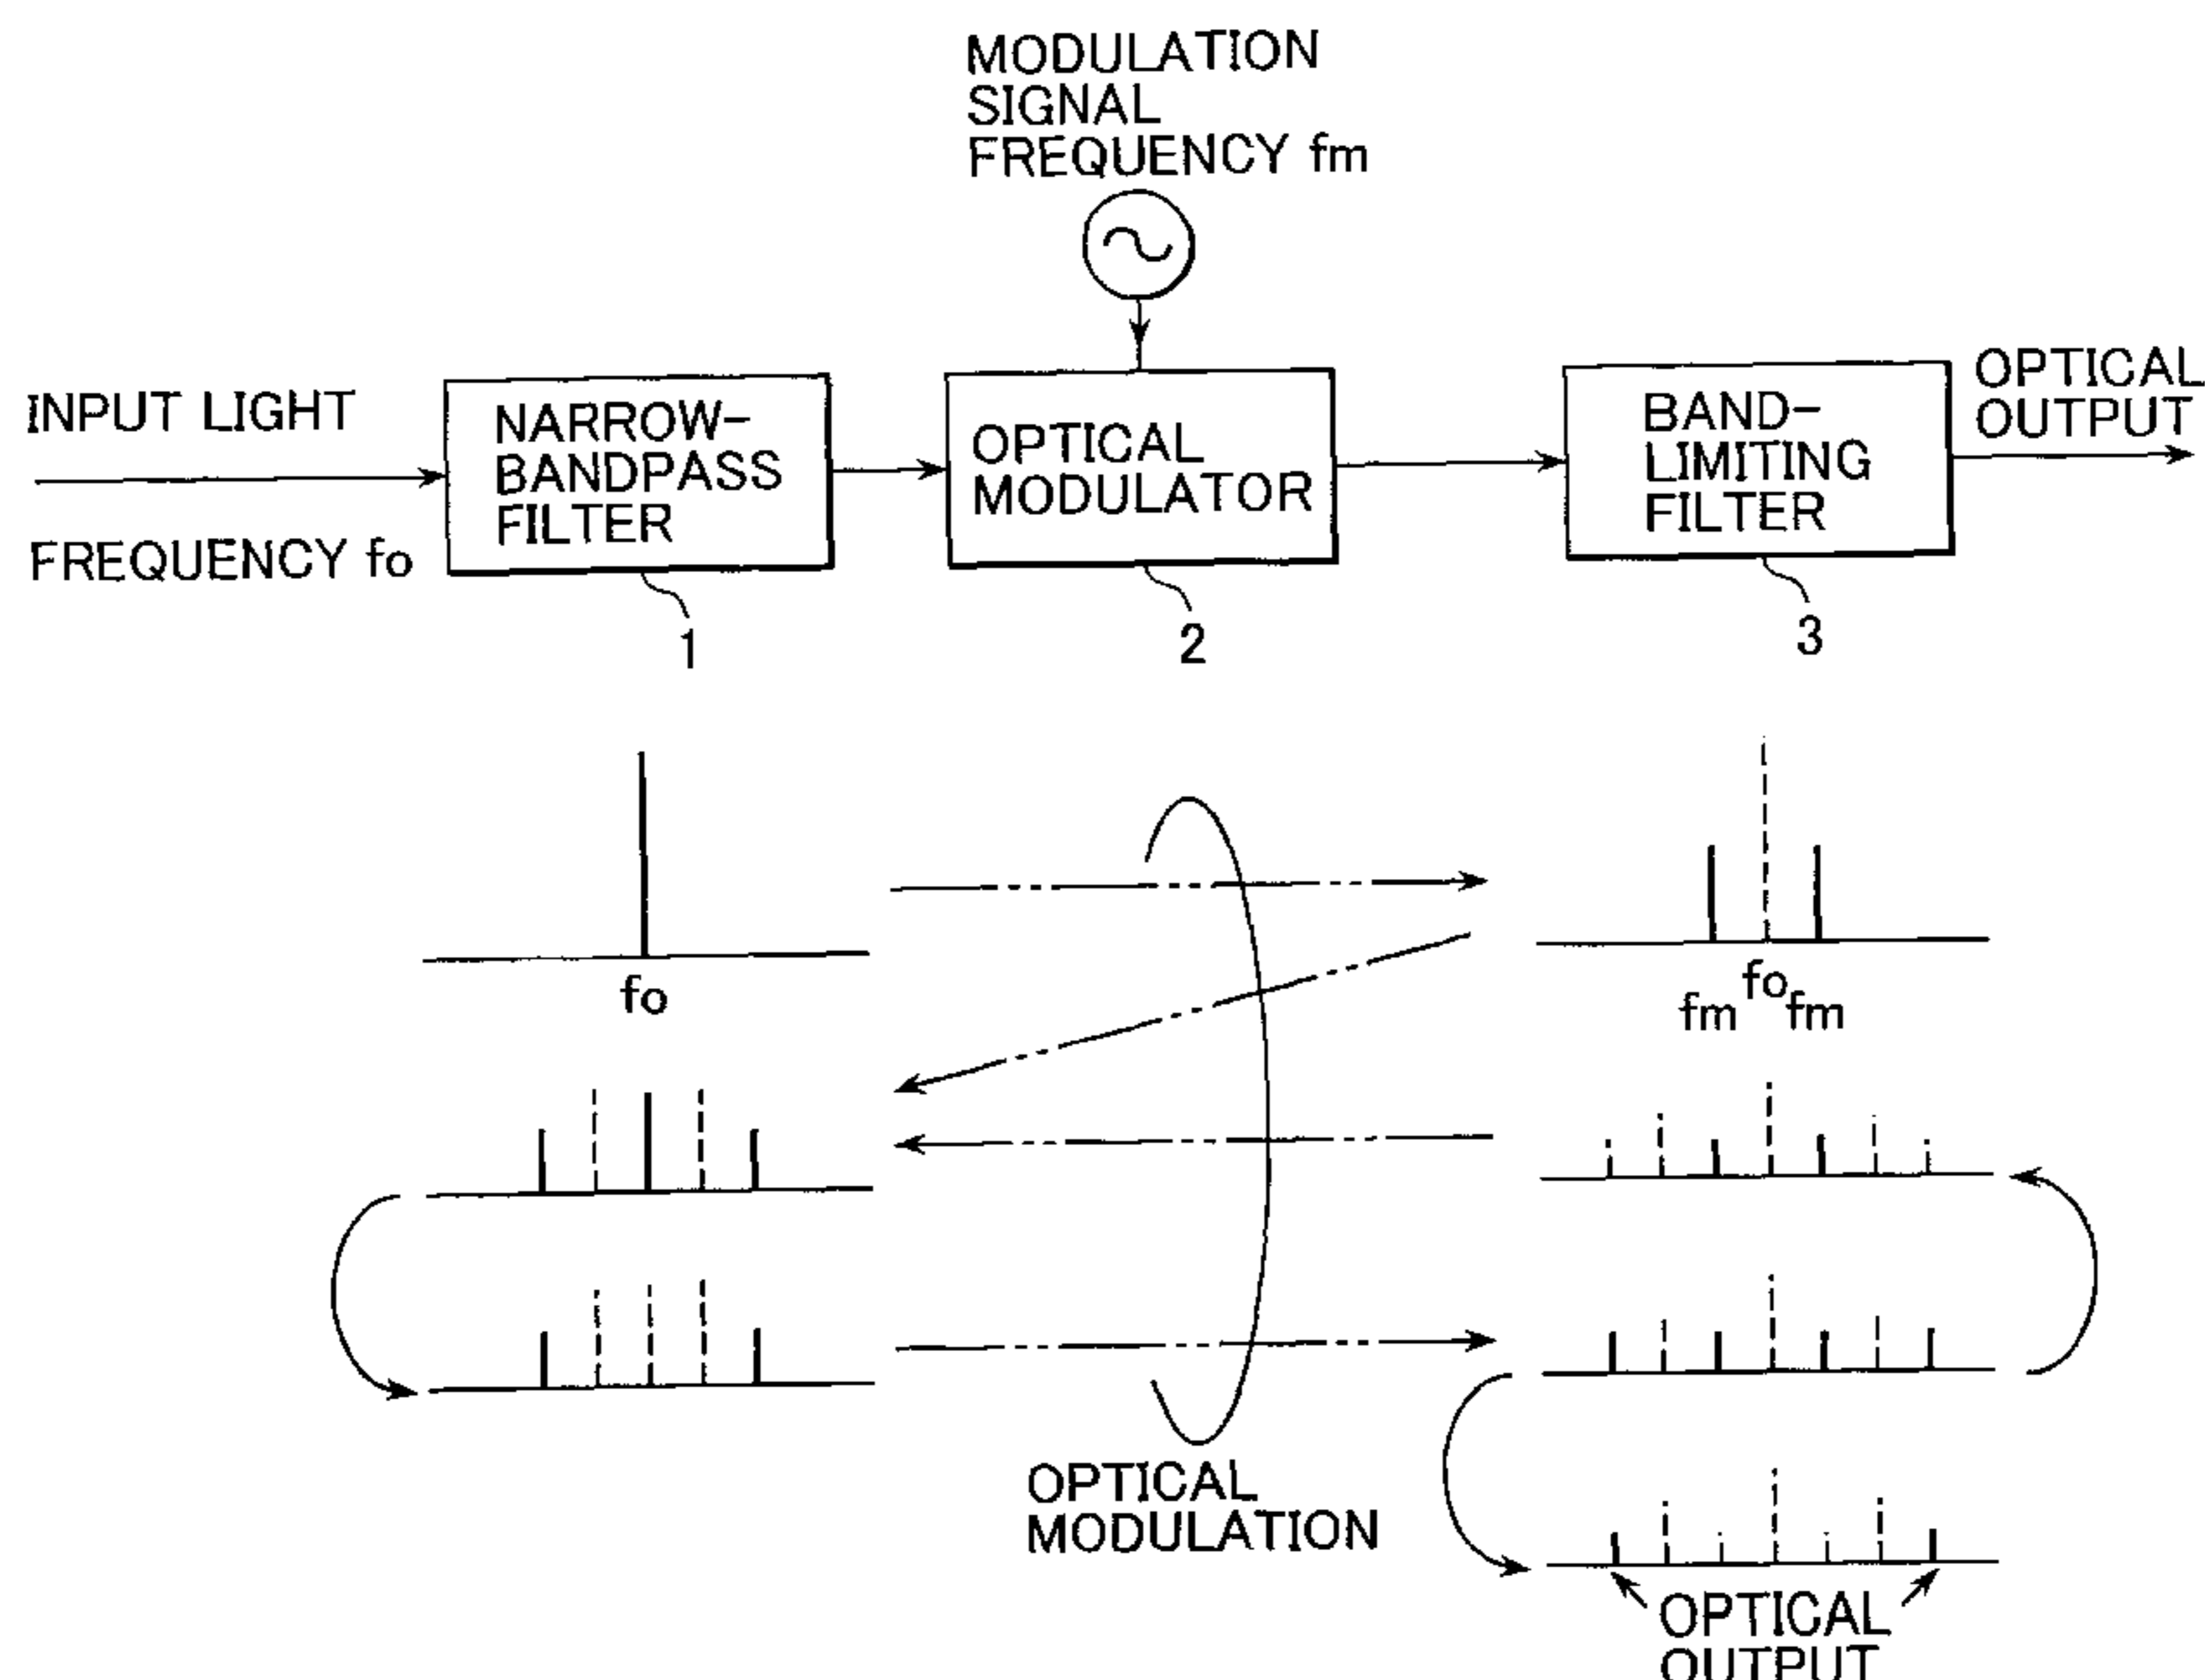 MODULATION
SIGNAL
FREQUENCY fm
INPUT LIGHT
FREQUENCY fo
NARROW-
BANDPASS
FILTER
OPTICAL
MODULATOR
BAND-
LIMITING
FILTER
OPTICAL
OUTPUT
1
2
3
fo
fo
fm fm
OPTICAL
MODULATION
OPTICAL
OUTPUT